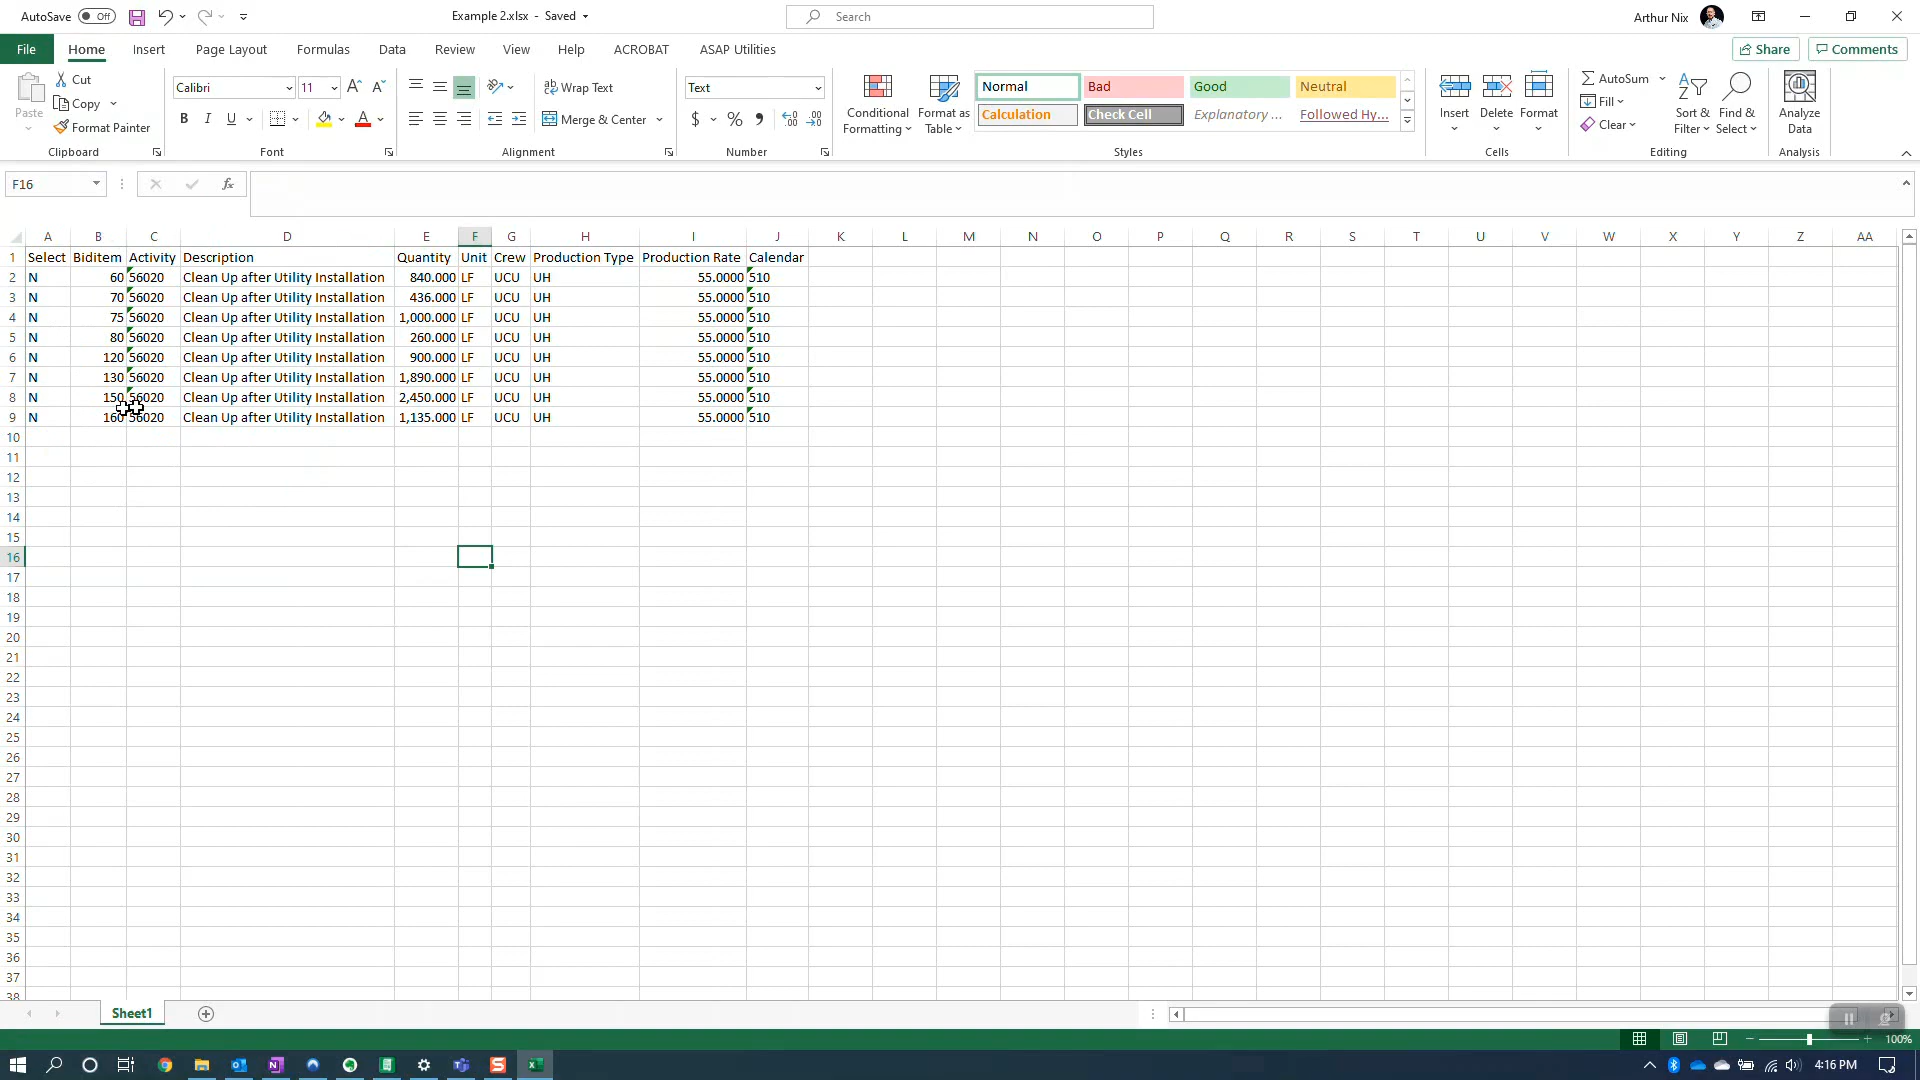 AutoSave Off Example 2.xlsx - Saved Search Arthur Nix
File Home Insert Page Layout Formulas Data Review View Help ACROBAT ASAP Utilities Share Comments
Paste Cut Copy Format Painter Clipboard
Calibri 11 B I U Font
Wrap Text Merge & Center Alignment
Text $ % Number
Conditional Formatting Format as Table
Normal Bad Good Neutral
Calculation Check Cell Explanatory ... Followed Hy...
Styles
Insert Delete Format Cells
AutoSum Fill Clear Sort & Filter Find & Select Editing
Analyze Data Analysis
F16 fx
A B C D E F G H I J K L M N O P Q R S T U V W X Y Z AA
1 Select Biditem Activity Description Quantity Unit Crew Production Type Production Rate Calendar
2 N 60 56020 Clean Up after Utility Installation 840.000 LF UCU UH 55.0000 510
3 N 70 56020 Clean Up after Utility Installation 436.000 LF UCU UH 55.0000 510
4 N 75 56020 Clean Up after Utility Installation 1,000.000 LF UCU UH 55.0000 510
5 N 80 56020 Clean Up after Utility Installation 260.000 LF UCU UH 55.0000 510
6 N 120 56020 Clean Up after Utility Installation 900.000 LF UCU UH 55.0000 510
7 N 130 56020 Clean Up after Utility Installation 1,890.000 LF UCU UH 55.0000 510
8 N 150 56020 Clean Up after Utility Installation 2,450.000 LF UCU UH 55.0000 510
9 N 160 56020 Clean Up after Utility Installation 1,135.000 LF UCU UH 55.0000 510
10
11
12
13
14
15
16
17
18
19
20
21
22
23
24
25
26
27
28
29
30
31
32
33
34
35
36
37
38
Sheet1
100%
4:16 PM